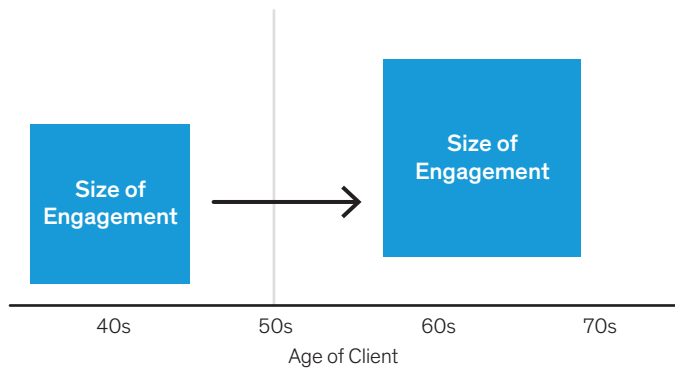 Size of
Engagement
Size of
Engagement
40s
50s
60s
70s
Age of Client